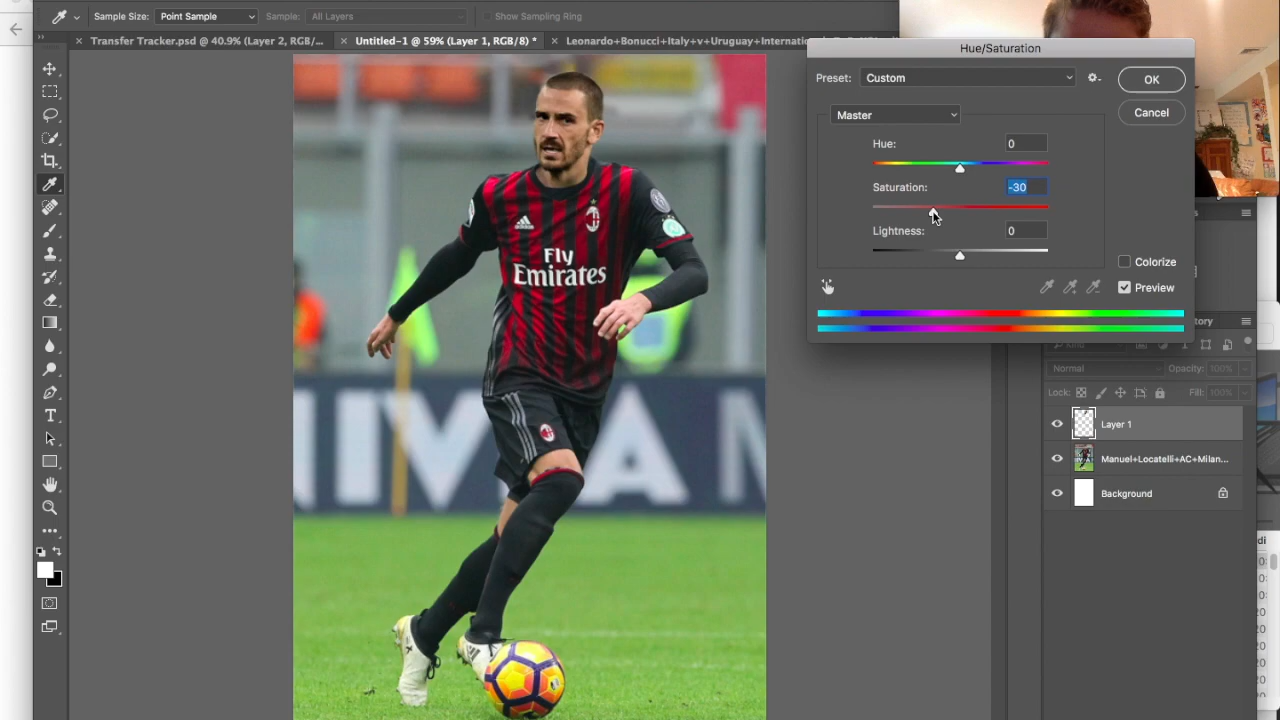 Sample Size: Point Sample Sample: All Layers Show Sampling Ring
Transfer Tracker.psd @ 40.9% (Layer 2, RGB/... Untitled-1 @ 59% (Layer 1, RGB/8) * Leonardo+Bonucci+Italy+v+Uruguay+Internatio
Hue/Saturation
Preset: Custom
OK
Master
Cancel
Hue: 0
Saturation: -30
Lightness: 0
Colorize
Preview
tory
Normal Opacity: 100%
Lock: Fill: 100%
Layer 1
Manuel+Locatelli+AC+Milan...
Background
adidas
Fly
Emirates